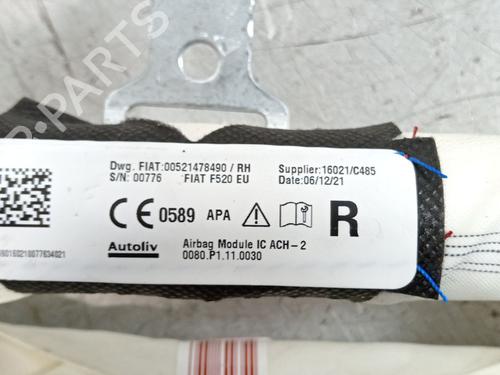 Dwg. FIAT:00521478490 / RH
Supplier:16021/C485
S/N: 00776 FIAT F520 EU
Date:06/12/21
CE 0589 APA
R
Autoliv
Airbag Module IC ACH-2
0080.P1.11.0030
B-PARTS